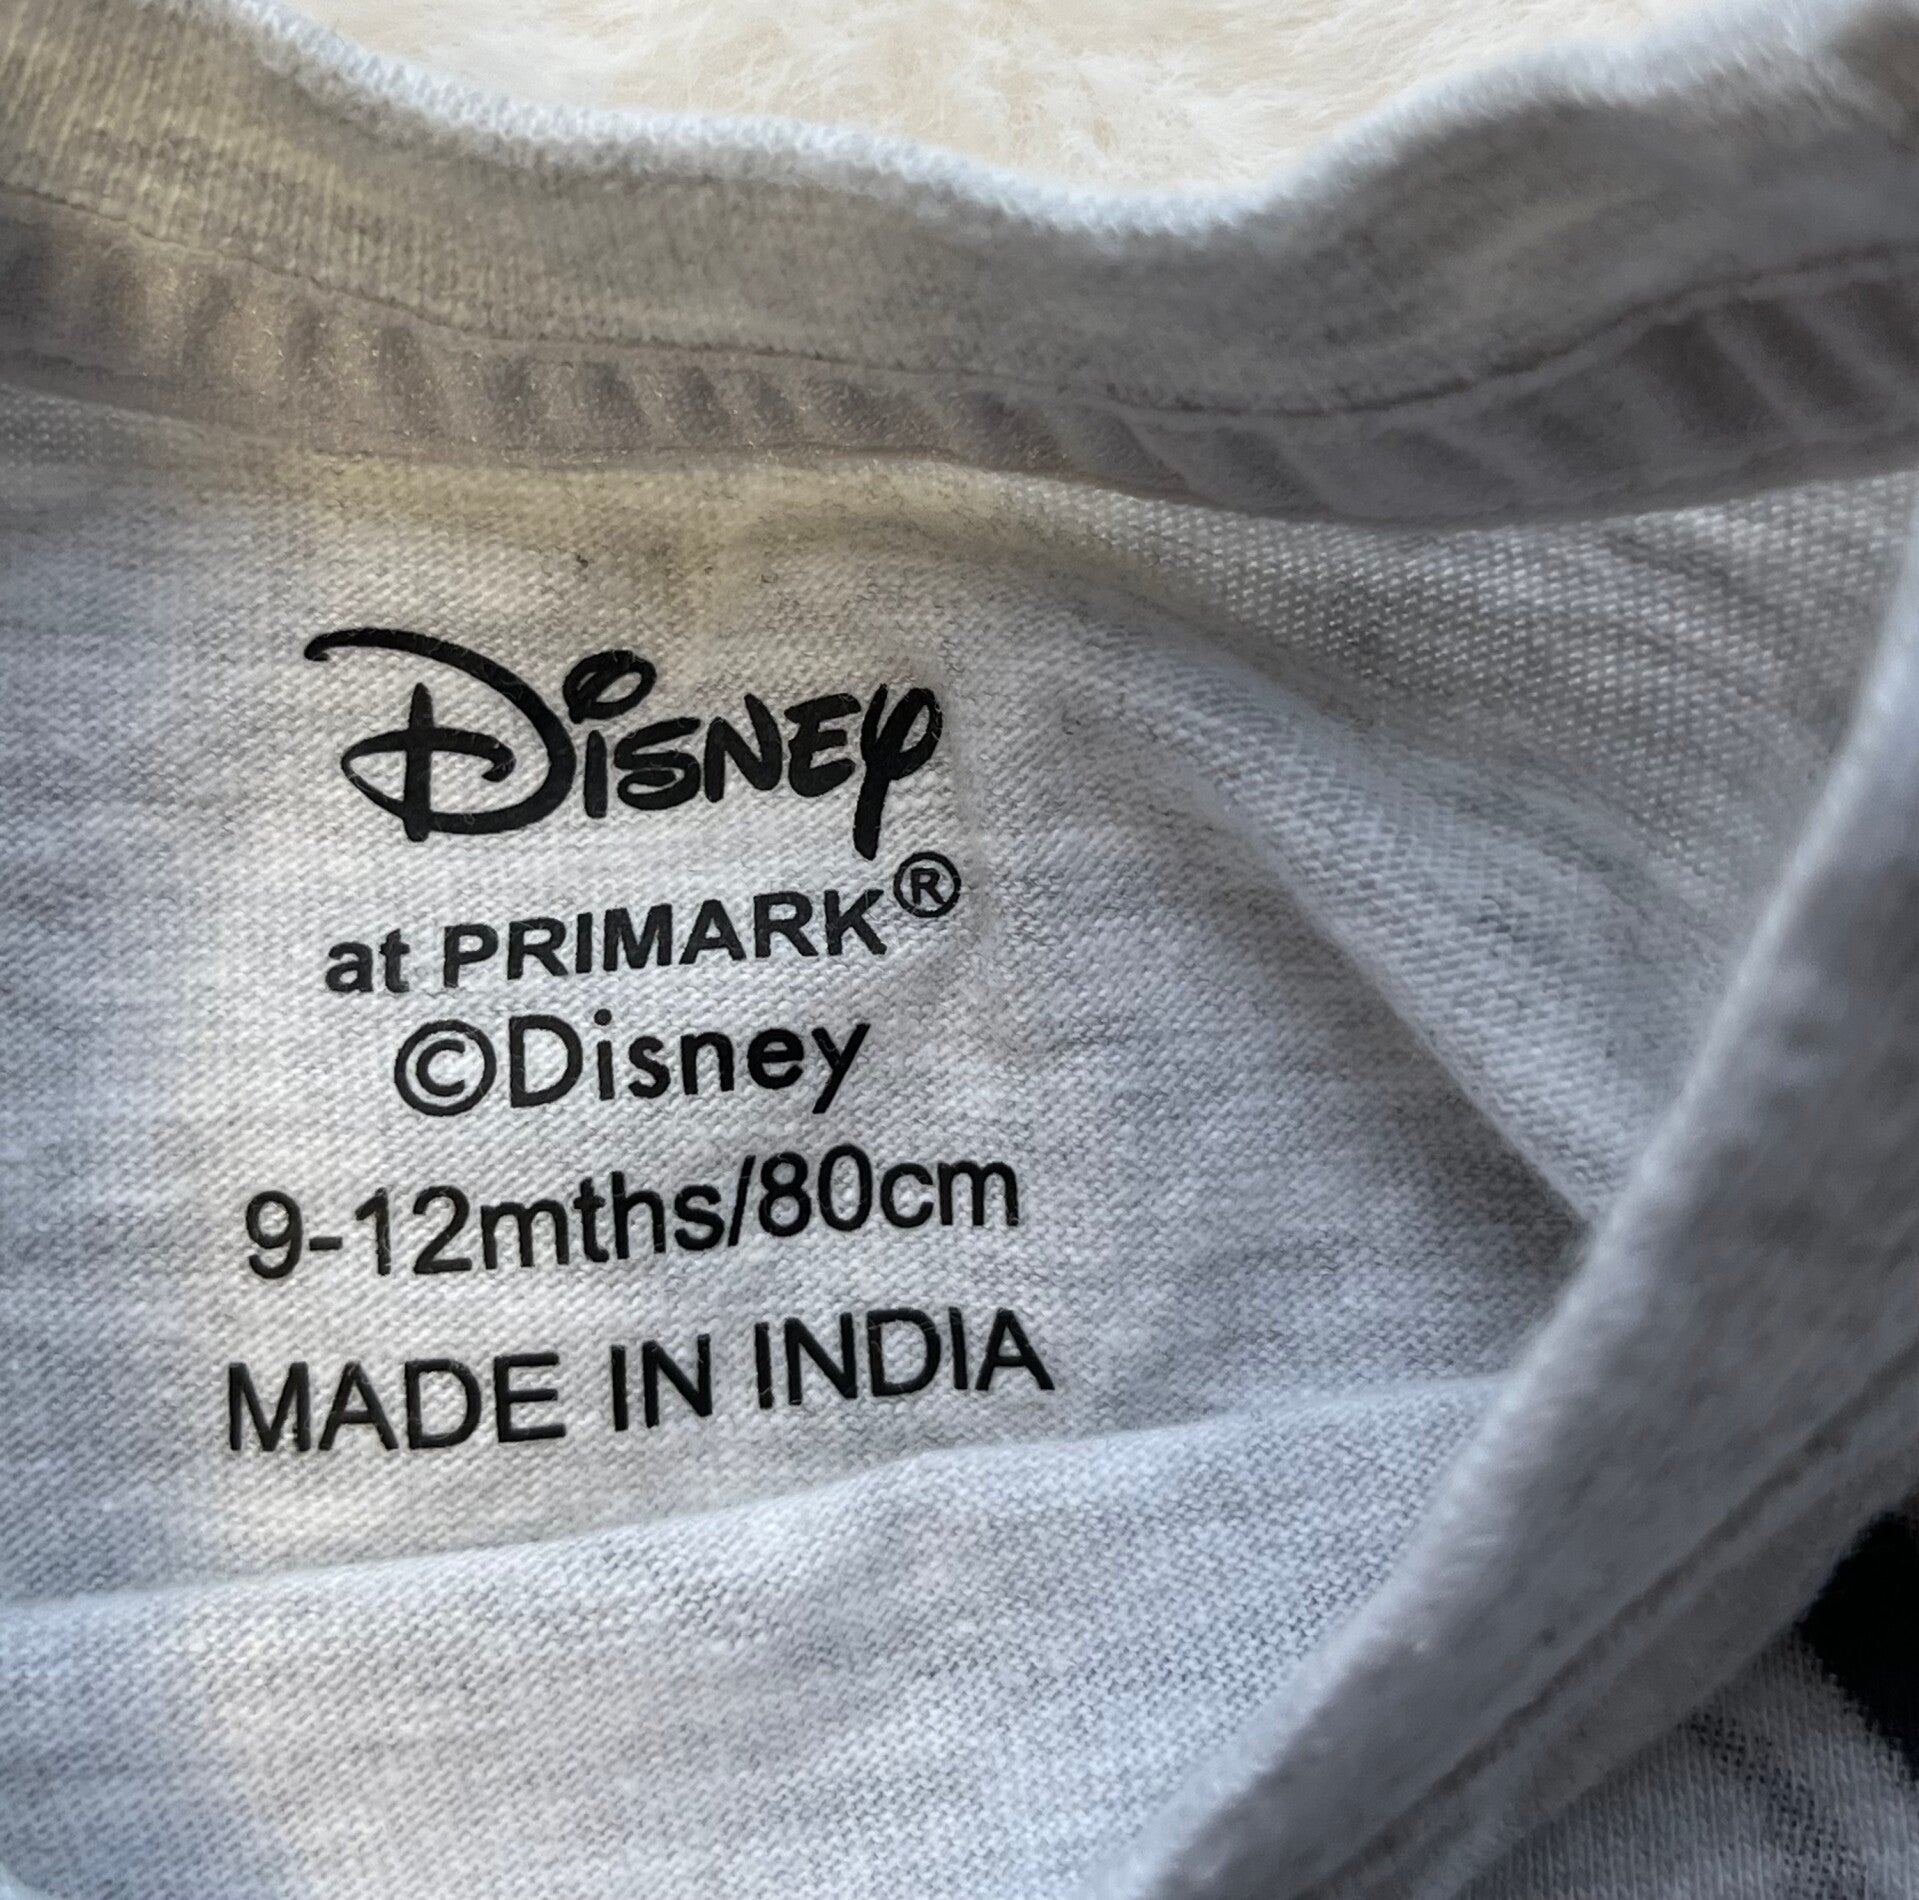 Disney
at PRIMARK®
©Disney
9-12mths/80cm
MADE IN INDIA